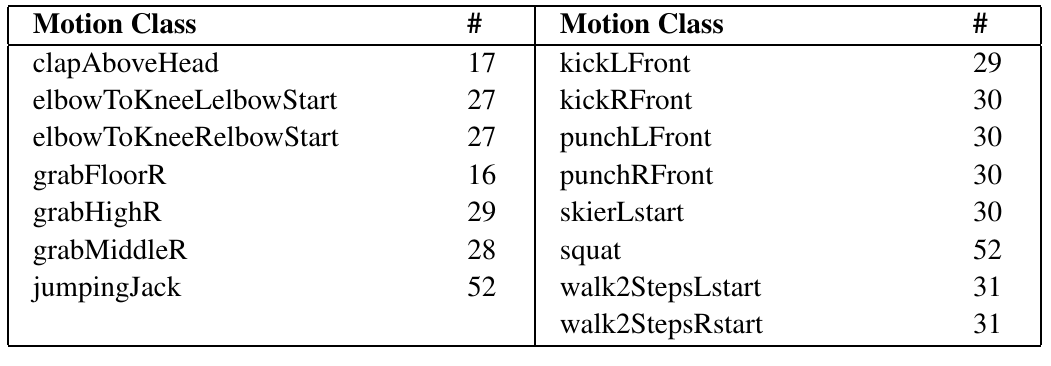 Motion Class # Motion Class #
clapAboveHead 17 kickLFront 29
elbowToKneeLelbowStart 27 kickRFront 30
elbowToKneeRelbowStart 27 punchLFront 30
grabFloorR 16 punchRFront 30
grabHighR 29 skierLstart 30
grabMiddleR 28 squat 52
jumpingJack 52 walk2StepsLstart 31
walk2StepsRstart 31